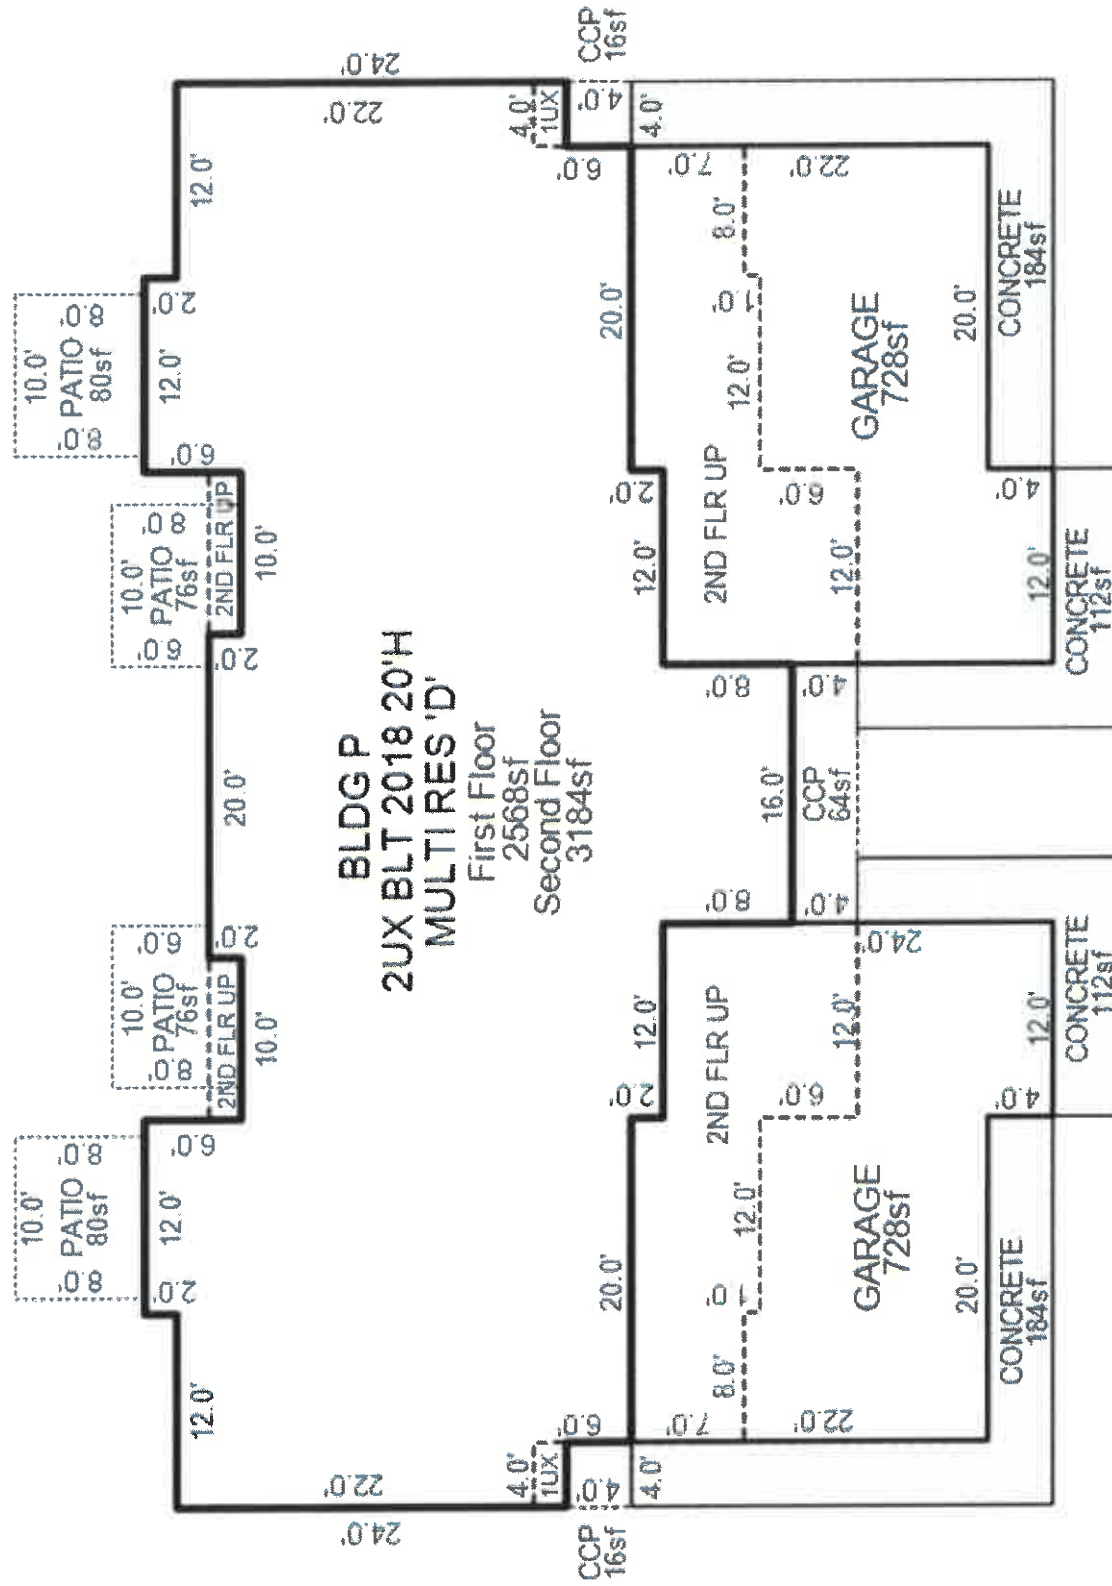 10.0'
PATIO
80sf
8.0'
8.0'
10.0'
PATIO
76sf
8.0'
6.0'
10.0'
PATIO
76sf
6.0'
8.0'
10.0'
PATIO
80sf
8.0'
8.0'
12.0'
2.0'
12.0'
6.0'
2ND FLR UP
10.0'
2.0'
20.0'
2.0'
2ND FLR UP
10.0'
6.0'
12.0'
2.0'
12.0'
24.0'
22.0'
22.0'
24.0'
BLDG P
2UX BLT 2018 20'H
MULTI RES 'D'
First Floor
2568sf
Second Floor
3184sf
4.0'
1UX
4.0'
1UX
CCP
16sf
4.0'
4.0'
6.0'
20.0'
2.0'
12.0'
8.0'
16.0'
8.0'
12.0'
2.0'
20.0'
6.0'
4.0'
4.0'
CCP
16sf
7.0'
8.0'
1.0'
12.0'
6.0'
2ND FLR UP
12.0'
4.0'
CCP
64sf
4.0'
12.0'
2ND FLR UP
6.0'
12.0'
1.0'
8.0'
7.0'
22.0'
GARAGE
728sf
24.0'
GARAGE
728sf
22.0'
20.0'
4.0'
12.0'
12.0'
4.0'
20.0'
CONCRETE
184sf
CONCRETE
112sf
CONCRETE
112sf
CONCRETE
184sf